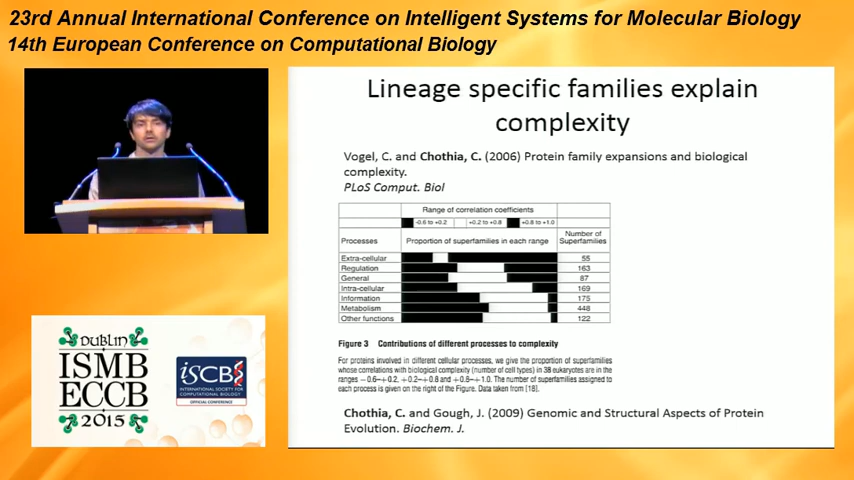 23rd Annual International Conference on Intelligent Systems for Molecular Biology
14th European Conference on Computational Biology
Lineage specific families explain
complexity
Vogel, C. and Chothia, C. (2006) Protein family expansions and biological
complexity.
PLoS Comput. Biol
Range of correlation coefficients
-0.6 to +0.2 +0.2 to +0.8 +0.8 to +1.0
Processes Proportion of superfamilies in each range Number of Superfamilies
Extra-cellular 55
Regulation 163
General 87
Intra-cellular 169
Information 175
Metabolism 448
Other functions 122
Figure 3 Contributions of different processes to complexity
For proteins involved in different cellular processes, we give the proportion of superfamilies
whose correlations with biological complexity (number of cell types) in 38 eukaryotes are in the
ranges −0.6−+0.2, +0.2−+0.8 and +0.8−+1.0. The number of superfamilies assigned to
each process is given on the right of the Figure. Data taken from [18].
Chothia, C. and Gough, J. (2009) Genomic and Structural Aspects of Protein
Evolution. Biochem. J.
DUBLIN
ISMB
ECCB
2015
ISCB
INTERNATIONAL SOCIETY FOR
COMPUTATIONAL BIOLOGY
OFFICIAL CONFERENCE